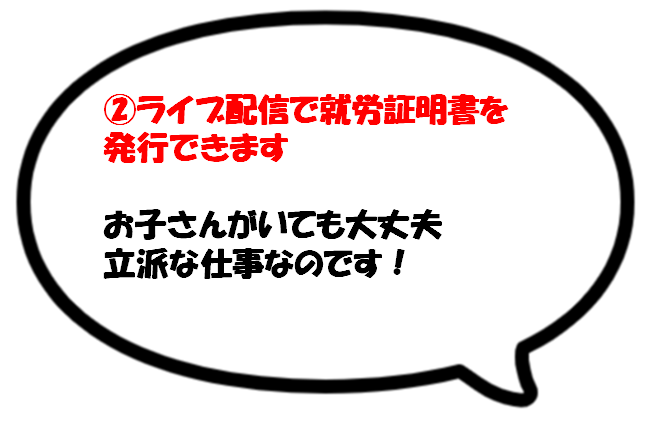 ②ライブ配信で就労証明書を
発行できます
お子さんがいても大丈夫
立派な仕事なのです！